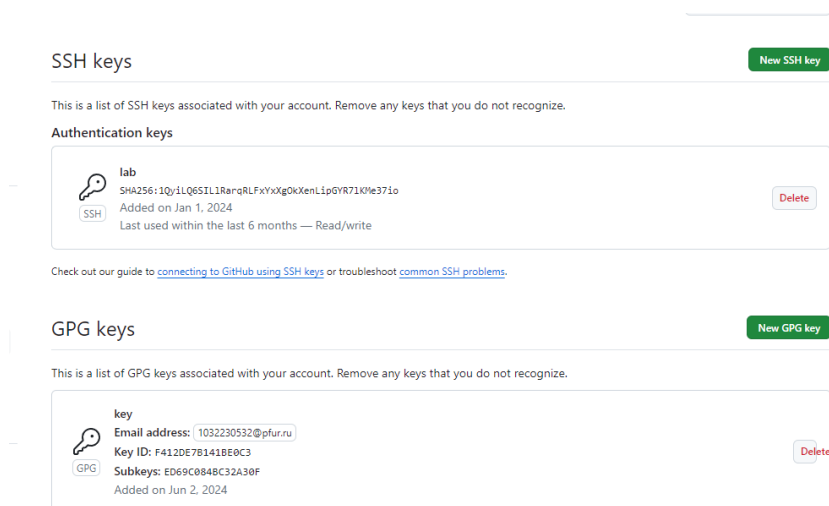 SSH keys
New SSH key
This is a list of SSH keys associated with your account. Remove any keys that you do not recognize.
Authentication keys
lab
SHA256:1QyiLQ6SIL1RarqRLFxYxXgOkXenLipGYR71KMe37io
SSH
Added on Jan 1, 2024
Last used within the last 6 months — Read/write
Delete
Check out our guide to connecting to GitHub using SSH keys or troubleshoot common SSH problems.
GPG keys
New GPG key
This is a list of GPG keys associated with your account. Remove any keys that you do not recognize.
key
Email address: 1032230532@pfur.ru
Key ID: F412DE7B141BE0C3
GPG
Subkeys: ED69C084BC32A30F
Added on Jun 2, 2024
Delete